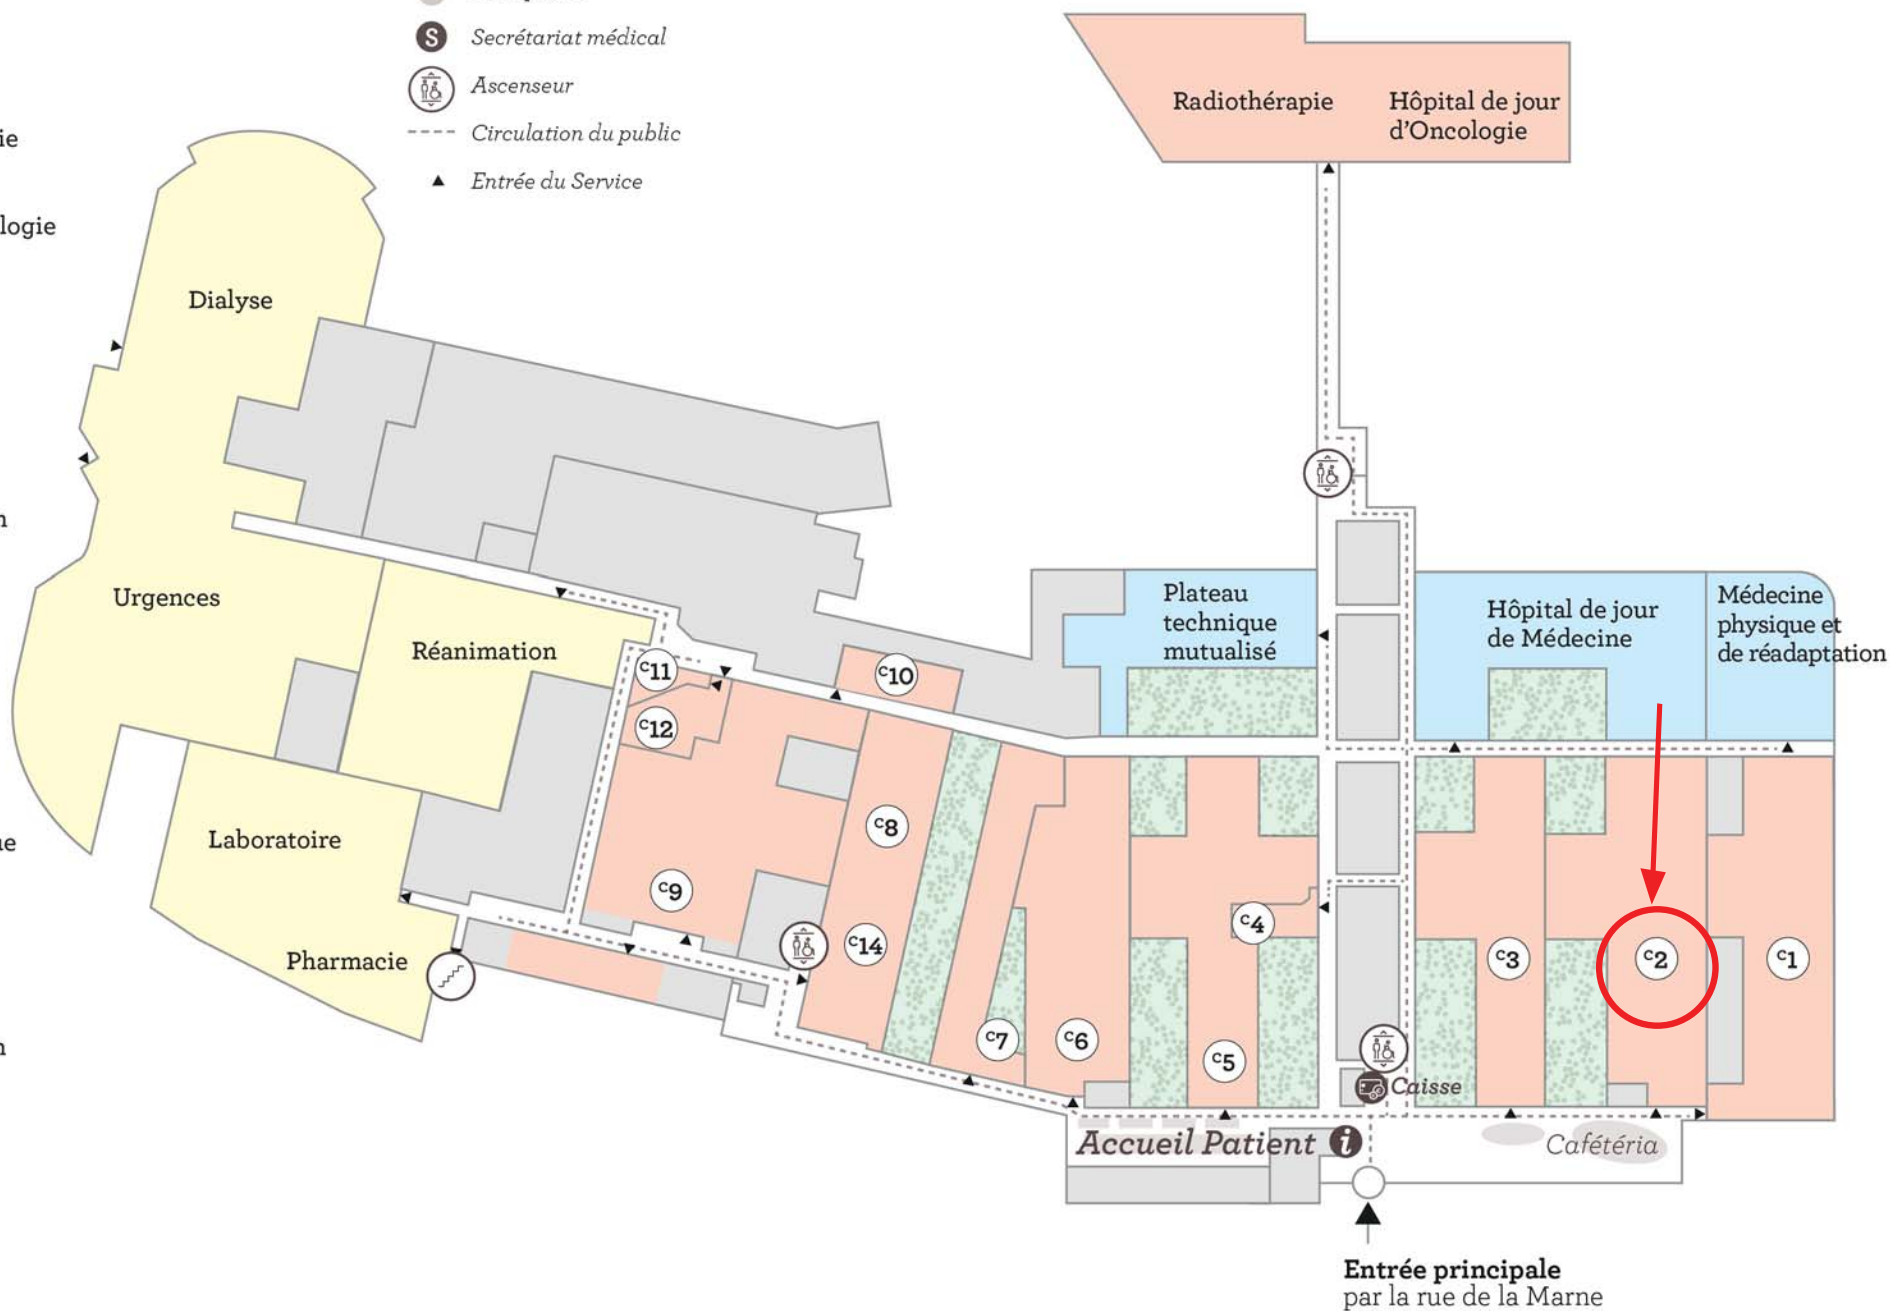 S Secrétariat médical
Ascenseur
Circulation du public
Entrée du Service
ie
logie
n
ue
n
Radiothérapie
Hôpital de jour
d'Oncologie
Dialyse
Urgences
Réanimation
Laboratoire
Pharmacie
Plateau
technique
mutualisé
Hôpital de jour
de Médecine
Médecine
physique et
de réadaptation
C11
C10
C12
C8
C9
C14
C4
C3
C2
C1
C7
C6
C5
Caisse
Accueil Patient i
Cafétéria
Entrée principale
par la rue de la Marne